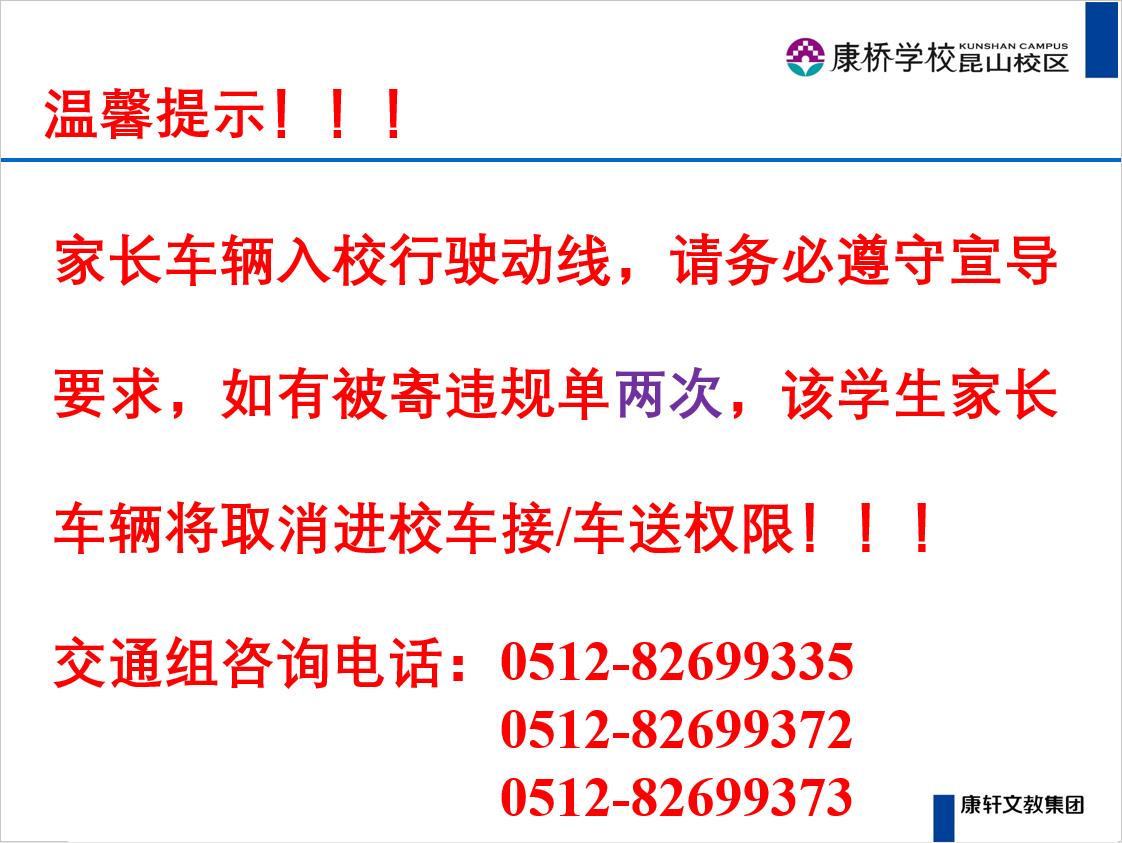 康桥学校 KUNSHAN CAMPUS
昆山校区
温馨提示！！！
家长车辆入校行驶动线，请务必遵守宣导
要求，如有被寄违规单两次，该学生家长
车辆将取消进校车接/车送权限！！！
交通组咨询电话：0512-82699335
0512-82699372
0512-82699373
康轩文教集团